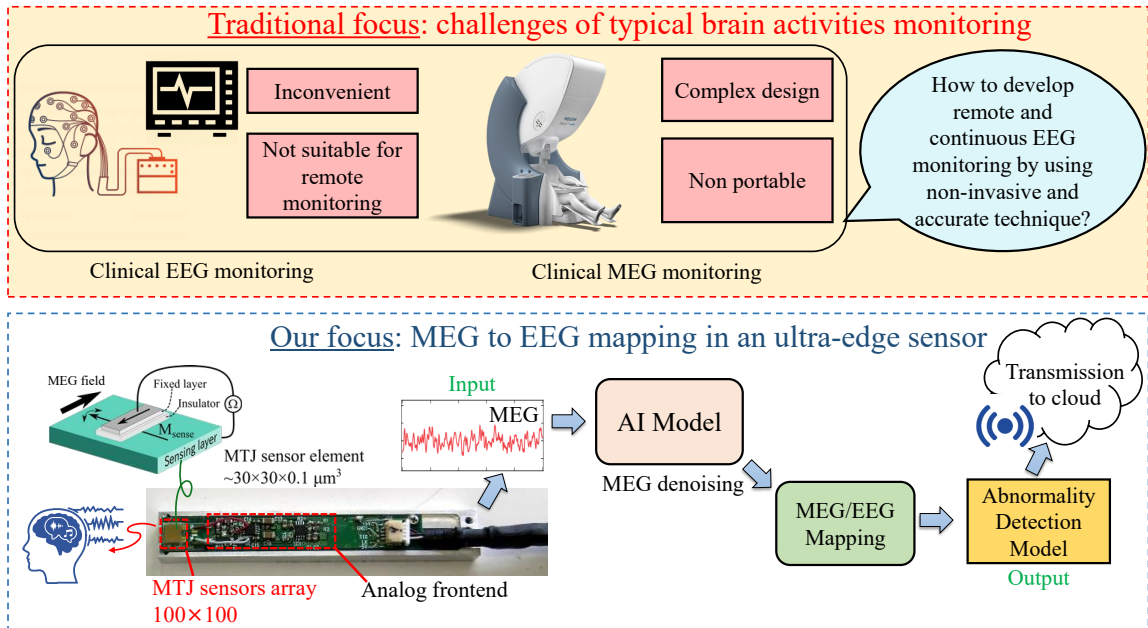 Traditional focus: challenges of typical brain activities monitoring
Inconvenient
Not suitable for
remote
monitoring
Clinical EEG monitoring
Complex design
Non portable
Clinical MEG monitoring
How to develop
remote and
continuous EEG
monitoring by using
non-invasive and
accurate technique?
Our focus: MEG to EEG mapping in an ultra-edge sensor
MEG field
Fixed layer
Insulator
Ω
M sense
Sensing layer
MTJ sensor element
~30×30×0.1 μm³
MTJ sensors array
100×100
Analog frontend
Input
MEG
AI Model
MEG denoising
MEG/EEG
Mapping
Abnormality
Detection
Model
Output
Transmission
to cloud